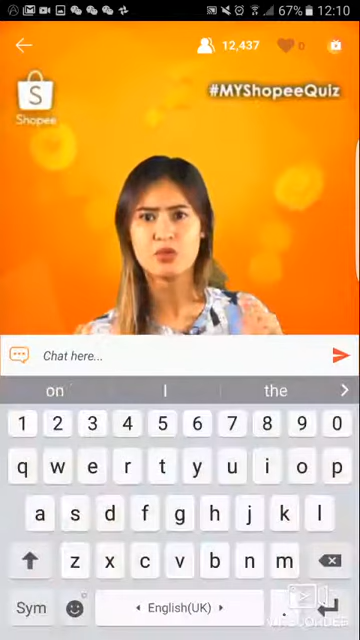 67% 12:10
12,437 0
#MYShopeeQuiz
S
Shopee
Chat here...
on I the
1 2 3 4 5 6 7 8 9 0
q w e r t y u i o p
a s d f g h j k l
z x c v b n m
Sym English(UK) .